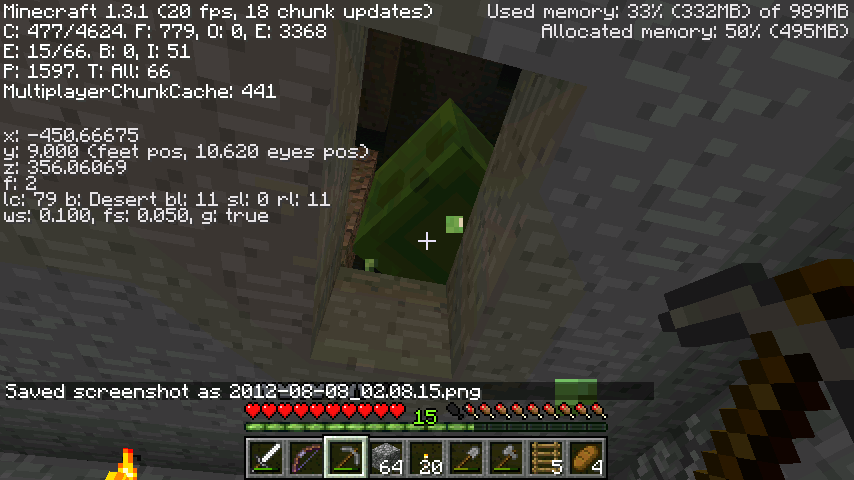 Minecraft 1.3.1 (20 fps, 18 chunk updates)
Used memory: 33% (332MB) of 989MB
C: 477/4624. F: 779, O: 0, E: 3368
Allocated memory: 50% (495MB)
E: 15/66. B: 0, I: 51
P: 1597. T: All: 66
MultiplayerChunkCache: 441
x: -450.66675
y: 9.000 (feet pos, 10.620 eyes pos)
z: 356.06069
f: 2
lc: 79 b: Desert bl: 11 sl: 0 rl: 11
ws: 0.100, fs: 0.050, g: true
Saved screenshot as 2012-08-08_02.08.15.png
15
64
20
5
4